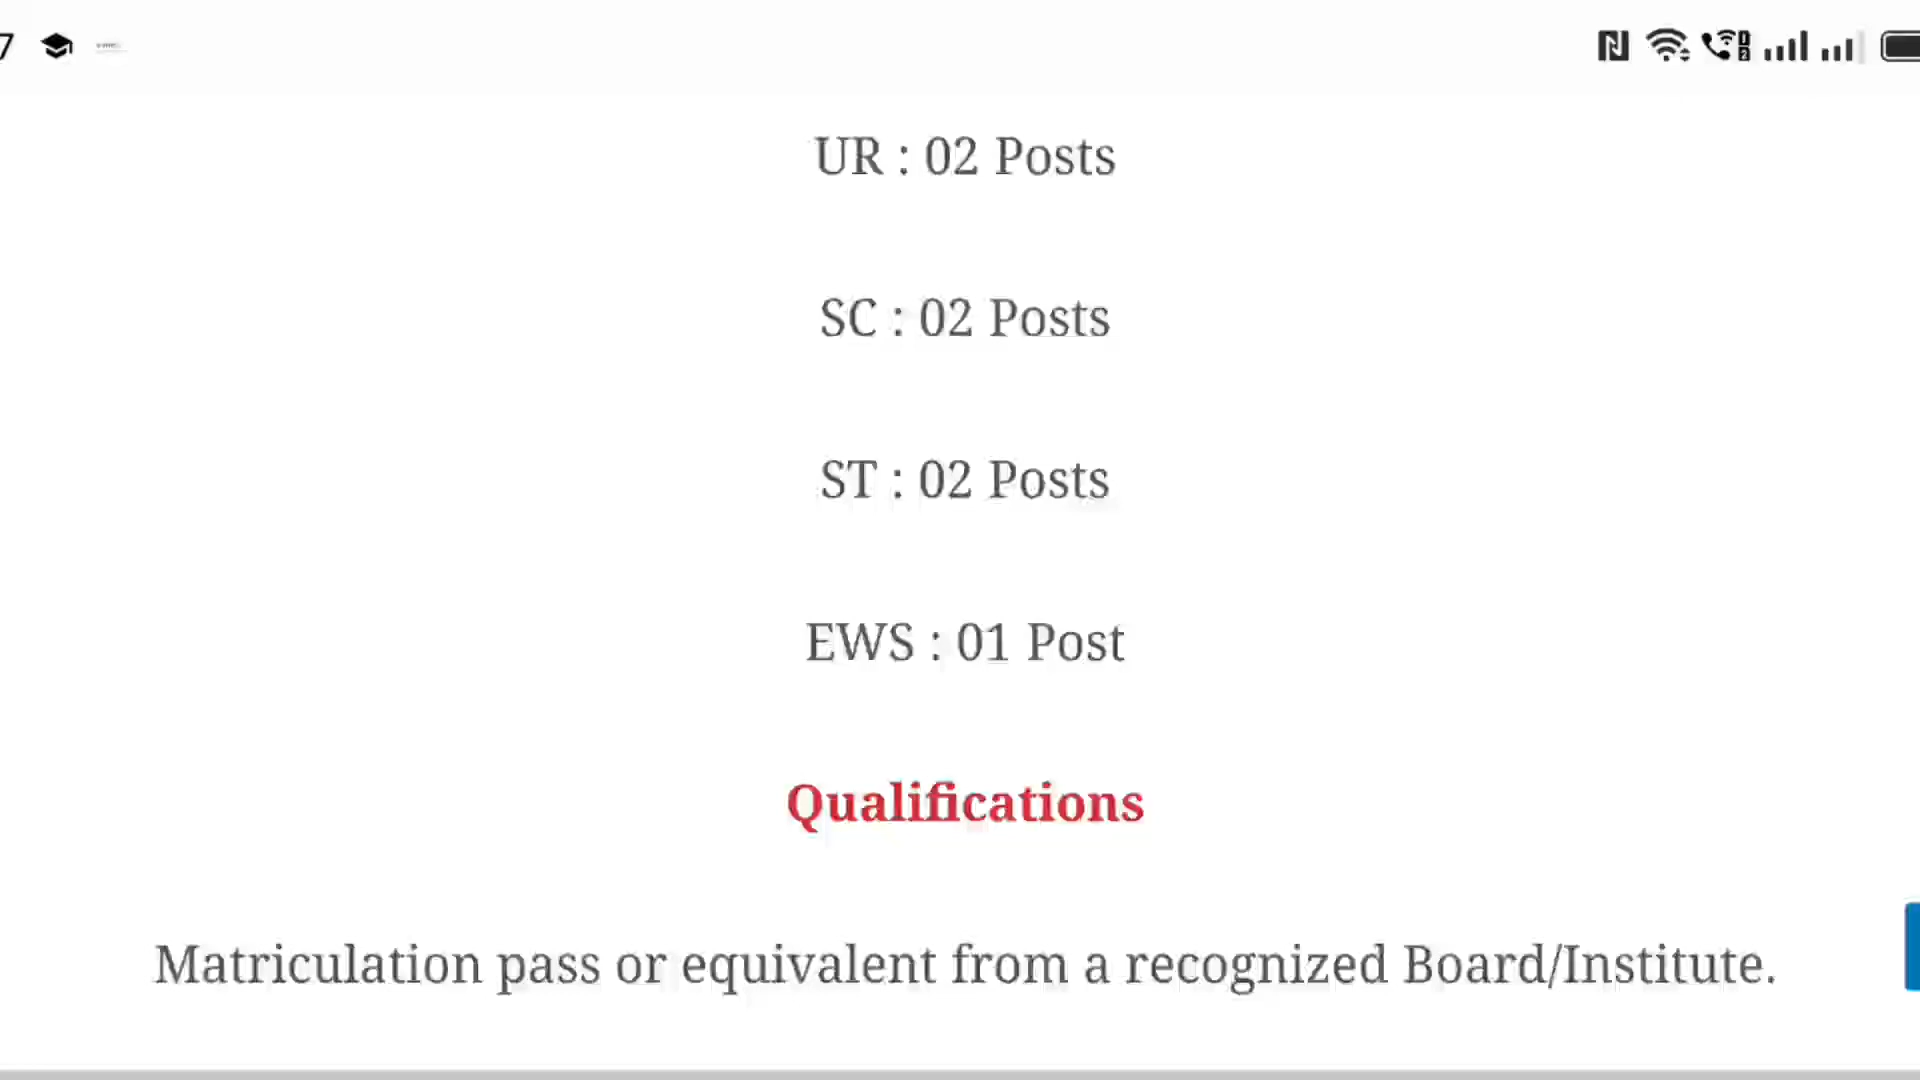 7
UR : 02 Posts
SC : 02 Posts
ST : 02 Posts
EWS : 01 Post
Qualifications
Matriculation pass or equivalent from a recognized Board/Institute.